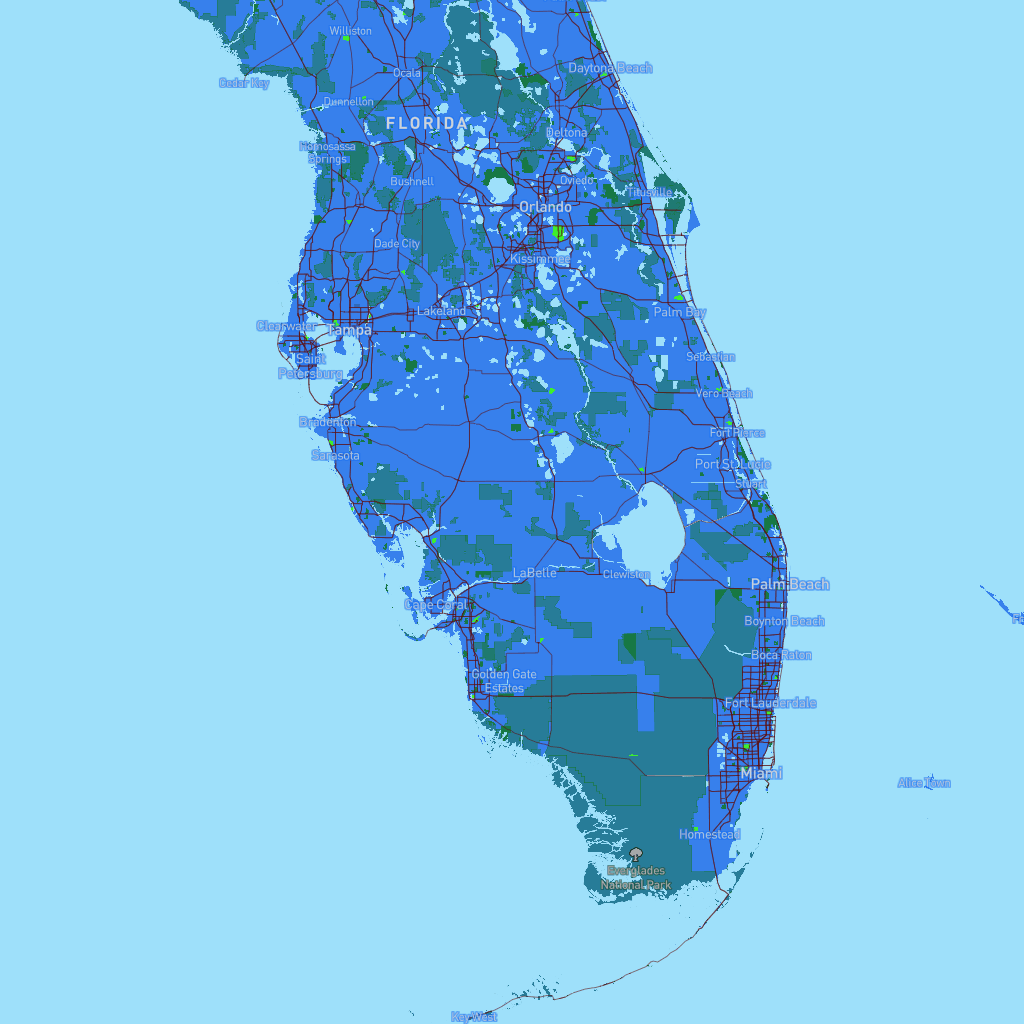 Williston
Daytona Beach
Ocala
Cedar Key
Dunnellon
FLORIDA
Deltona
Homosassa
Springs
Bushnell
Oviedo
Titusville
Orlando
Dade City
Kissimmee
Lakeland
Palm Bay
Clearwater
Tampa
Saint
Petersburg
Sebastian
Vero Beach
Bradenton
Fort Pierce
Sarasota
Port St. Lucie
Stuart
LaBelle
Clewiston
Palm Beach
Cape Coral
Boynton Beach
Boca Raton
Golden Gate
Estates
Fort Lauderdale
Miami
Alice Town
Homestead
Everglades
National Park
Key West